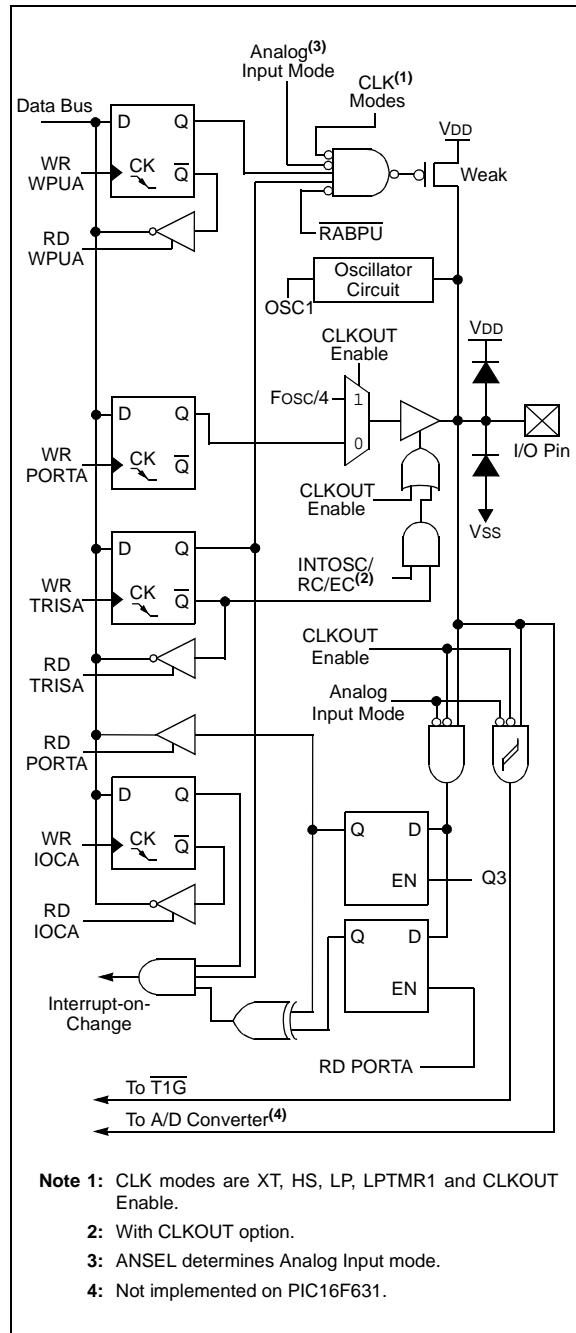 Analog(3)
Input Mode
CLK(1)
Modes
Data Bus
D
Q
VDD
WR
WPUA
CK
Q
Weak
RD
WPUA
RABPU
Oscillator
Circuit
OSC1
CLKOUT
Enable
VDD
FOSC/4
1
D
Q
0
I/O Pin
WR
PORTA
CK
Q
CLKOUT
Enable
VSS
D
Q
INTOSC/
RC/EC(2)
WR
TRISA
CK
Q
CLKOUT
Enable
RD
TRISA
Analog
Input Mode
RD
PORTA
D
Q
Q
D
WR
IOCA
CK
Q
EN
Q3
RD
IOCA
Q
D
Interrupt-on-
Change
EN
RD PORTA
To T1G
To A/D Converter(4)
Note 1: CLK modes are XT, HS, LP, LPTMR1 and CLKOUT
Enable.
2: With CLKOUT option.
3: ANSEL determines Analog Input mode.
4: Not implemented on PIC16F631.